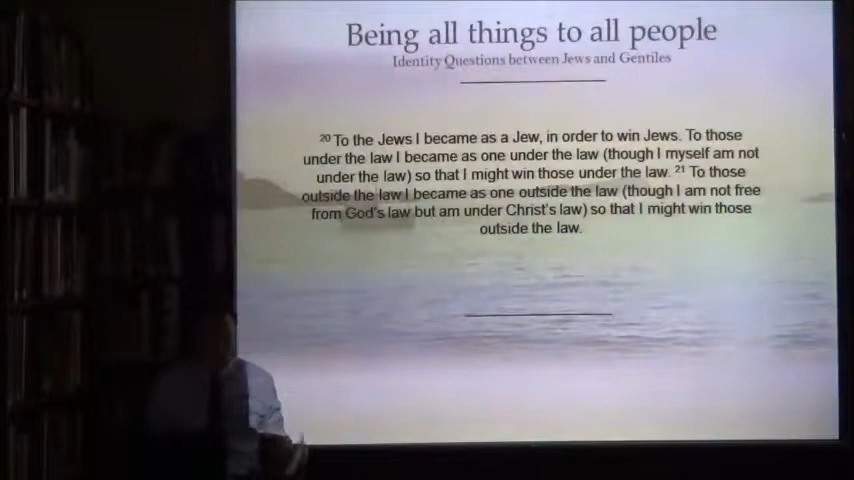 Being all things to all people
Identity Questions between Jews and Gentiles
20 To the Jews I became as a Jew, in order to win Jews. To those
under the law I became as one under the law (though I myself am not
under the law) so that I might win those under the law. 21 To those
outside the law I became as one outside the law (though I am not free
from God's law but am under Christ's law) so that I might win those
outside the law.